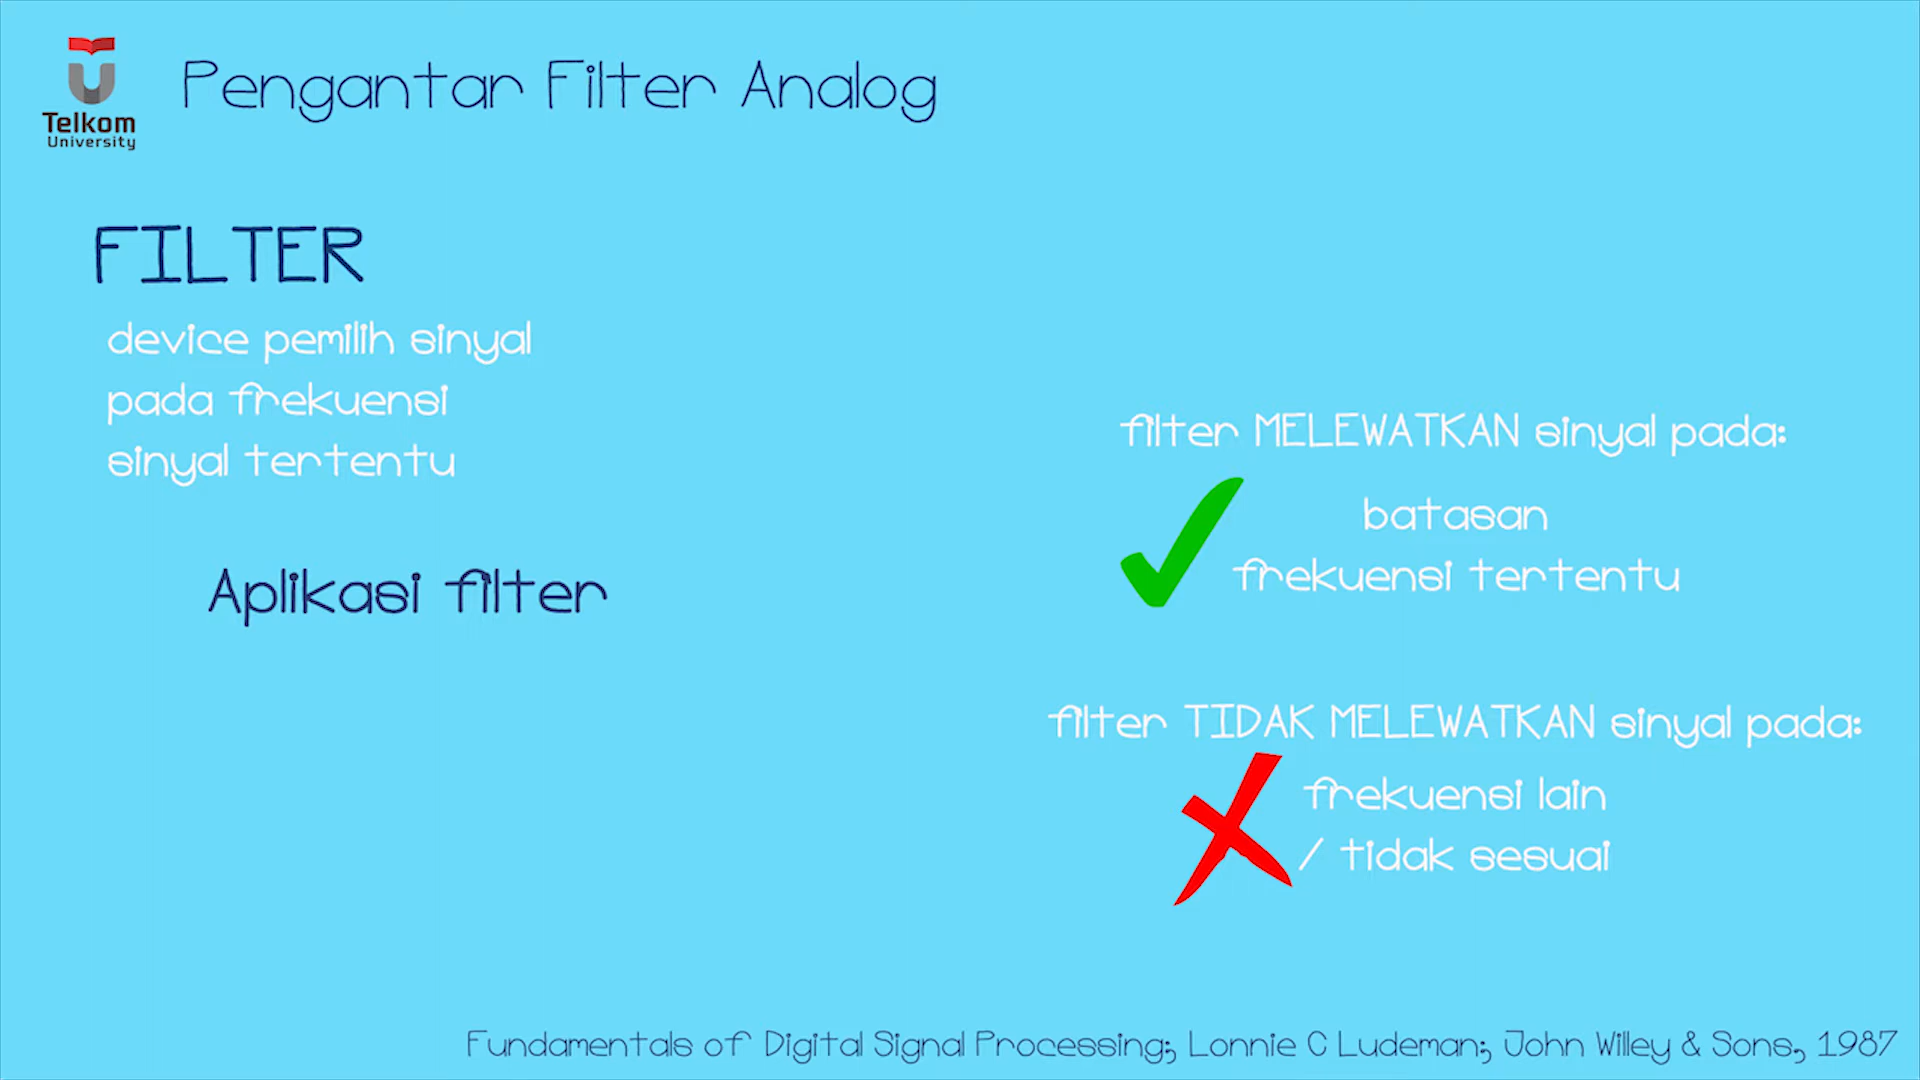 Telkom
University
Pengantar Filter Analog
FILTER
device pemilih sinyal
pada frekuensi
sinyal tertentu
Aplikasi filter
filter MELEWATKAN sinyal pada:
batasan
frekuensi tertentu
filter TIDAK MELEWATKAN sinyal pada:
frekuensi lain
/ tidak sesuai
Fundamentals of Digital Signal Processing; Lonnie C Ludeman; John Willey & Sons, 1987